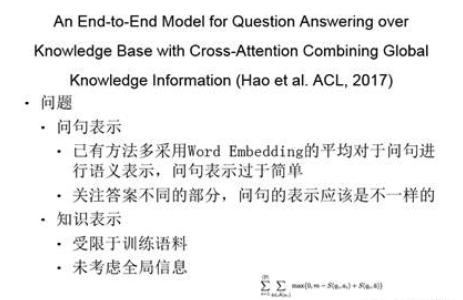 An End-to-End Model for Question Answering over
Knowledge Base with Cross-Attention Combining Global
Knowledge Information (Hao et al. ACL, 2017)
• 问题
• 问句表示
• 已有方法多采用Word Embedding的平均对于问句进
行语义表示，问句表示过于简单
• 关注答案不同的部分，问句的表示应该是不一样的
• 知识表示
• 受限于训练语料
• 未考虑全局信息
∑ ∑ max{0, m − S(q, a) + S(q, a)}